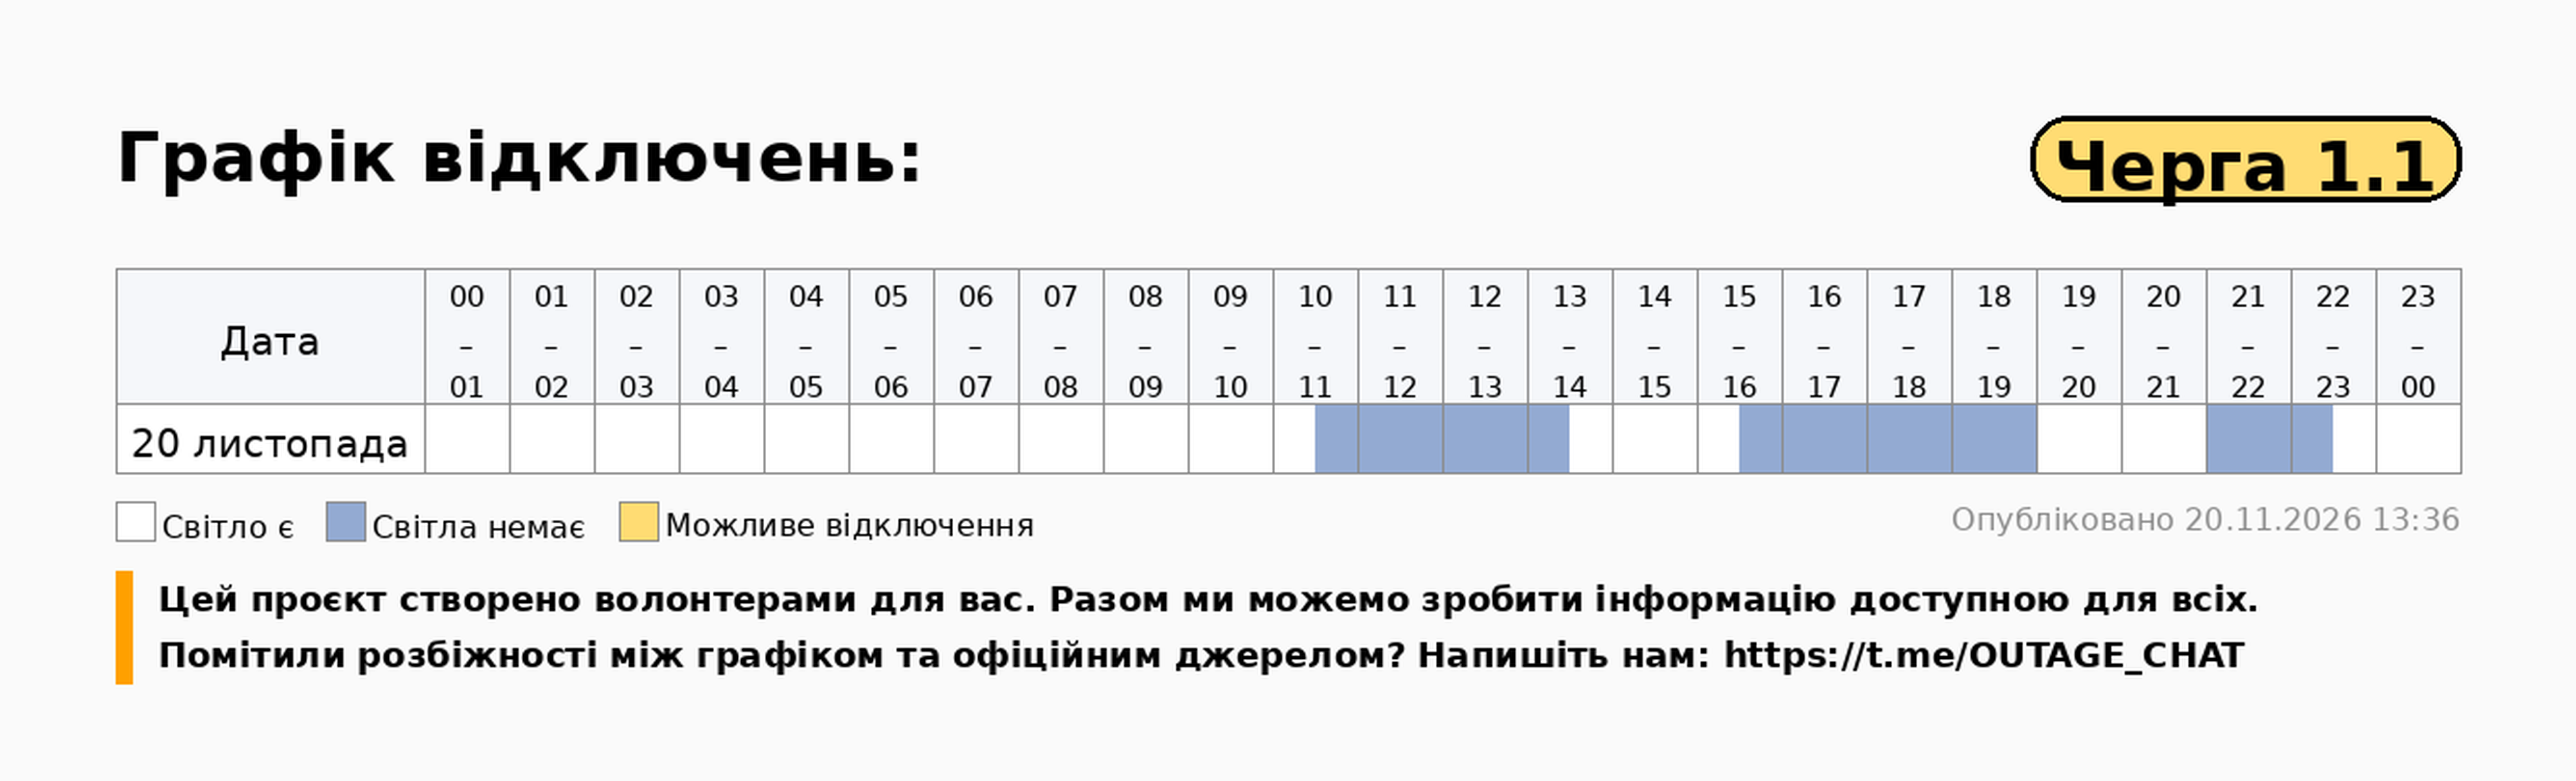 Графік відключень:
Черга 1.1
Дата 00 – 01 01 – 02 02 – 03 03 – 04 04 – 05 05 – 06 06 – 07 07 – 08 08 – 09 09 – 10 10 – 11 11 – 12 12 – 13 13 – 14 14 – 15 15 – 16 16 – 17 17 – 18 18 – 19 19 – 20 20 – 21 21 – 22 22 – 23 23 – 00
20 листопада
Світло є Світла немає Можливе відключення
Опубліковано 20.11.2026 13:36
Цей проєкт створено волонтерами для вас. Разом ми можемо зробити інформацію доступною для всіх.
Помітили розбіжності між графіком та офіційним джерелом? Напишіть нам: https://t.me/OUTAGE_CHAT